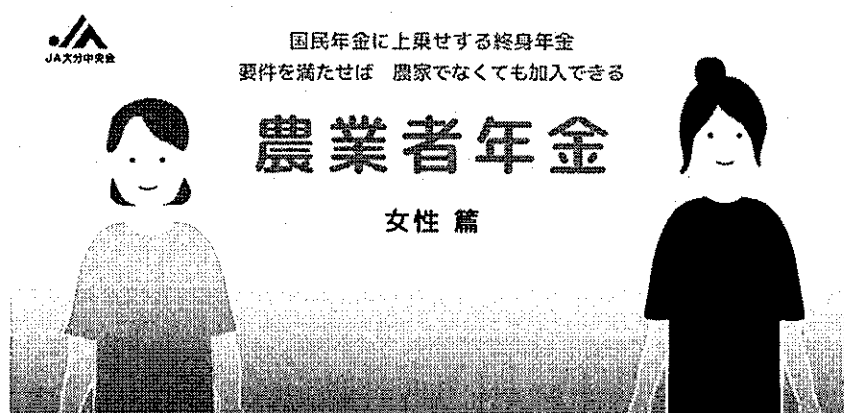 JA大分中央会
国民年金に上乗せする終身年金
要件を満たせば　農家でなくても加入できる
農業者年金
女性 篇